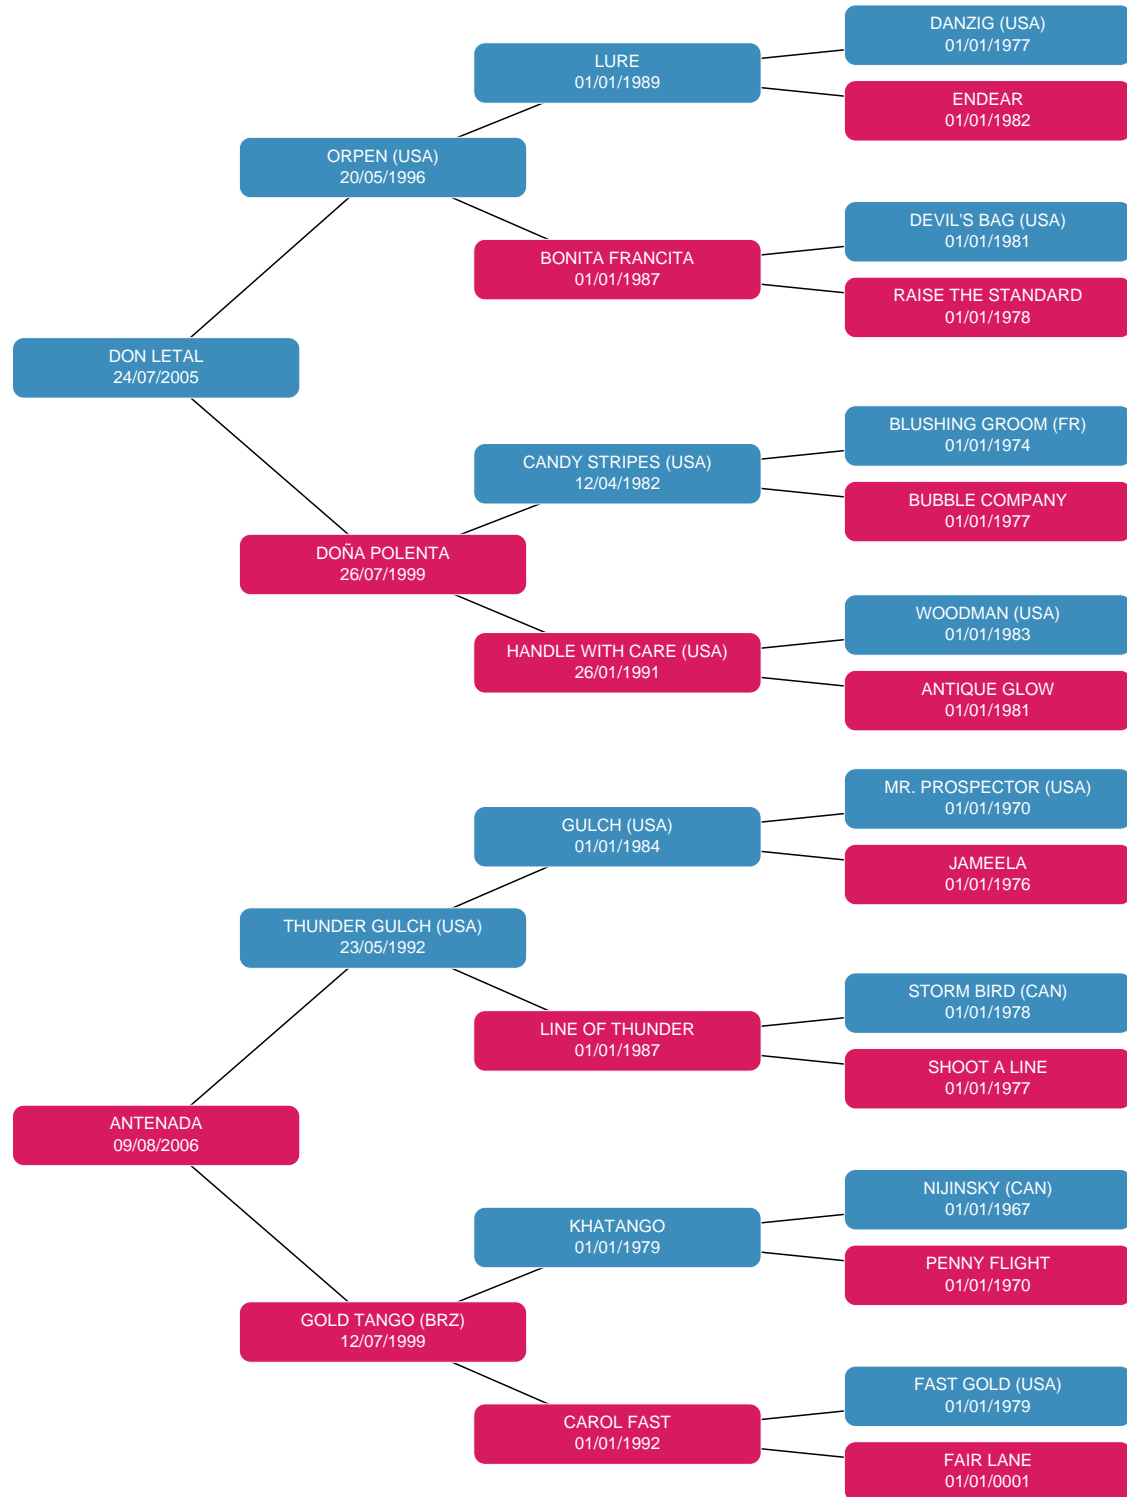 DANZIG (USA)
01/01/1977
LURE
01/01/1989
ENDEAR
01/01/1982
ORPEN (USA)
20/05/1996
DEVIL'S BAG (USA)
01/01/1981
BONITA FRANCITA
01/01/1987
RAISE THE STANDARD
01/01/1978
DON LETAL
24/07/2005
BLUSHING GROOM (FR)
01/01/1974
CANDY STRIPES (USA)
12/04/1982
BUBBLE COMPANY
01/01/1977
DOÑA POLENTA
26/07/1999
WOODMAN (USA)
01/01/1983
HANDLE WITH CARE (USA)
26/01/1991
ANTIQUE GLOW
01/01/1981
MR. PROSPECTOR (USA)
01/01/1970
GULCH (USA)
01/01/1984
JAMEELA
01/01/1976
THUNDER GULCH (USA)
23/05/1992
STORM BIRD (CAN)
01/01/1978
LINE OF THUNDER
01/01/1987
SHOOT A LINE
01/01/1977
ANTENADA
09/08/2006
NIJINSKY (CAN)
01/01/1967
KHATANGO
01/01/1979
PENNY FLIGHT
01/01/1970
GOLD TANGO (BRZ)
12/07/1999
FAST GOLD (USA)
01/01/1979
CAROL FAST
01/01/1992
FAIR LANE
01/01/0001